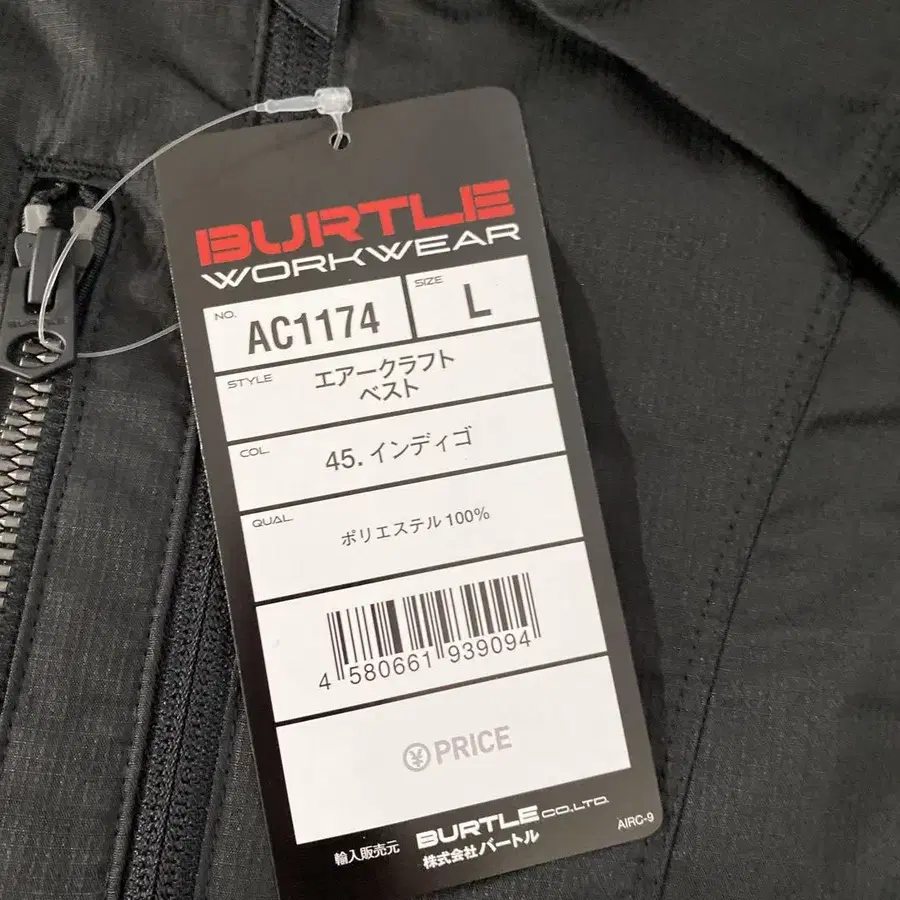 BURTLE
WORKWEAR
NO.
AC1174
SIZE
L
STYLE
エアークラフト
ベスト
COL.
45.インディゴ
QUAL.
ポリエステル100%
4 580661 939094
¥ PRICE
輸入販売元 BURTLE CO.,LTD.
株式会社バートル
AIRC-9
BURTLE